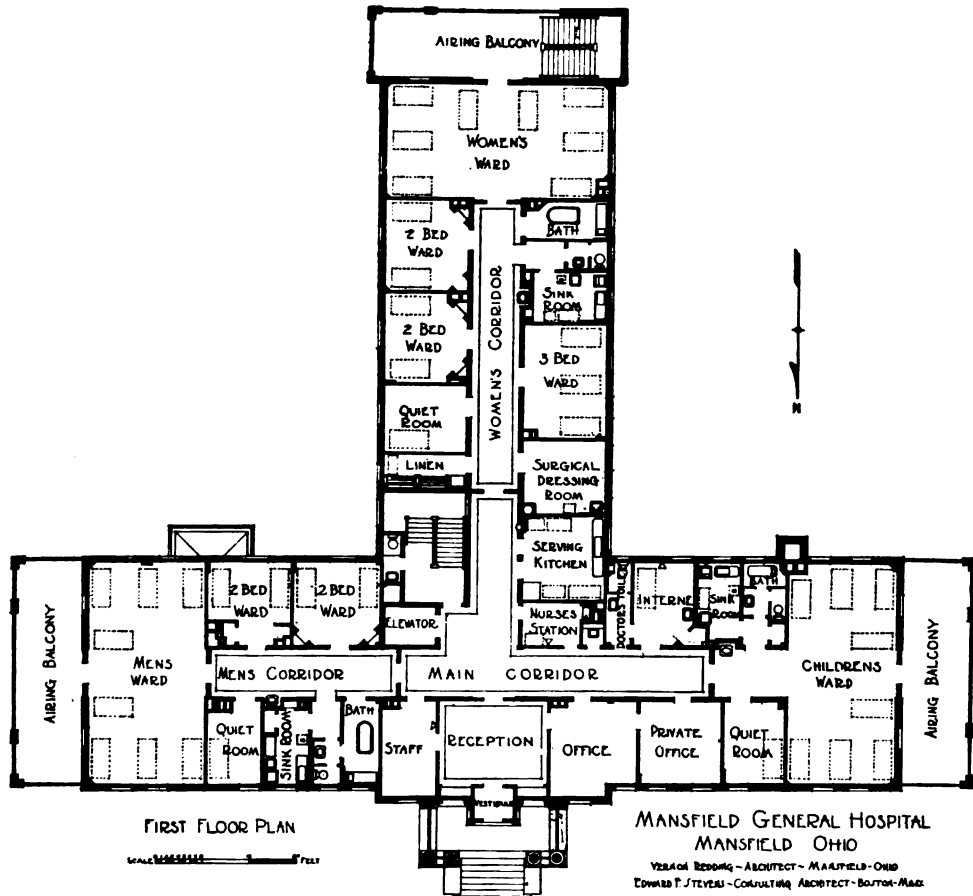 AIRING BALCONY
WOMEN'S
WARD
2 BED
WARD
BATH
SINK
ROOM
2 BED
WARD
WOMEN'S CORRIDOR
3 BED
WARD
QUIET
ROOM
LINEN
SURGICAL
DRESSING
ROOM
N
SERVING
KITCHEN
NURSES
STATION
DOCTORS TOILET
INTERNE
SINK
ROOM
BATH
2 BED
WARD
2 BED
WARD
ELEVATOR
AIRING BALCONY
MENS
WARD
MENS CORRIDOR
MAIN CORRIDOR
CHILDRENS
WARD
AIRING BALCONY
QUIET
ROOM
SINK ROOM
BATH
STAFF
RECEPTION
OFFICE
PRIVATE
OFFICE
QUIET
ROOM
VESTIBULE
FIRST FLOOR PLAN
SCALE FEET
MANSFIELD GENERAL HOSPITAL
MANSFIELD OHIO
VERNON REDDING ~ ARCHITECT ~ MANSFIELD - OHIO
EDWARD F. STEVENS ~ CONSULTING ARCHITECT ~ BOSTON - MASS